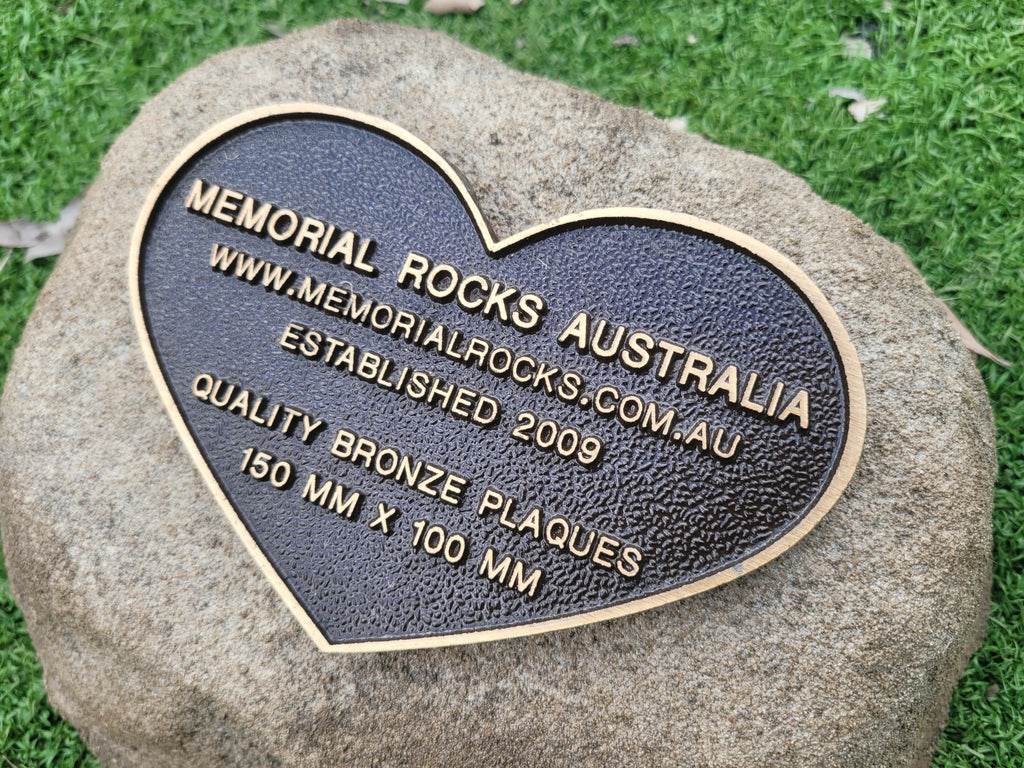 MEMORIAL ROCKS AUSTRALIA
WWW.MEMORIALROCKS.COM.AU
ESTABLISHED 2009
QUALITY BRONZE PLAQUES
150 MM X 100 MM